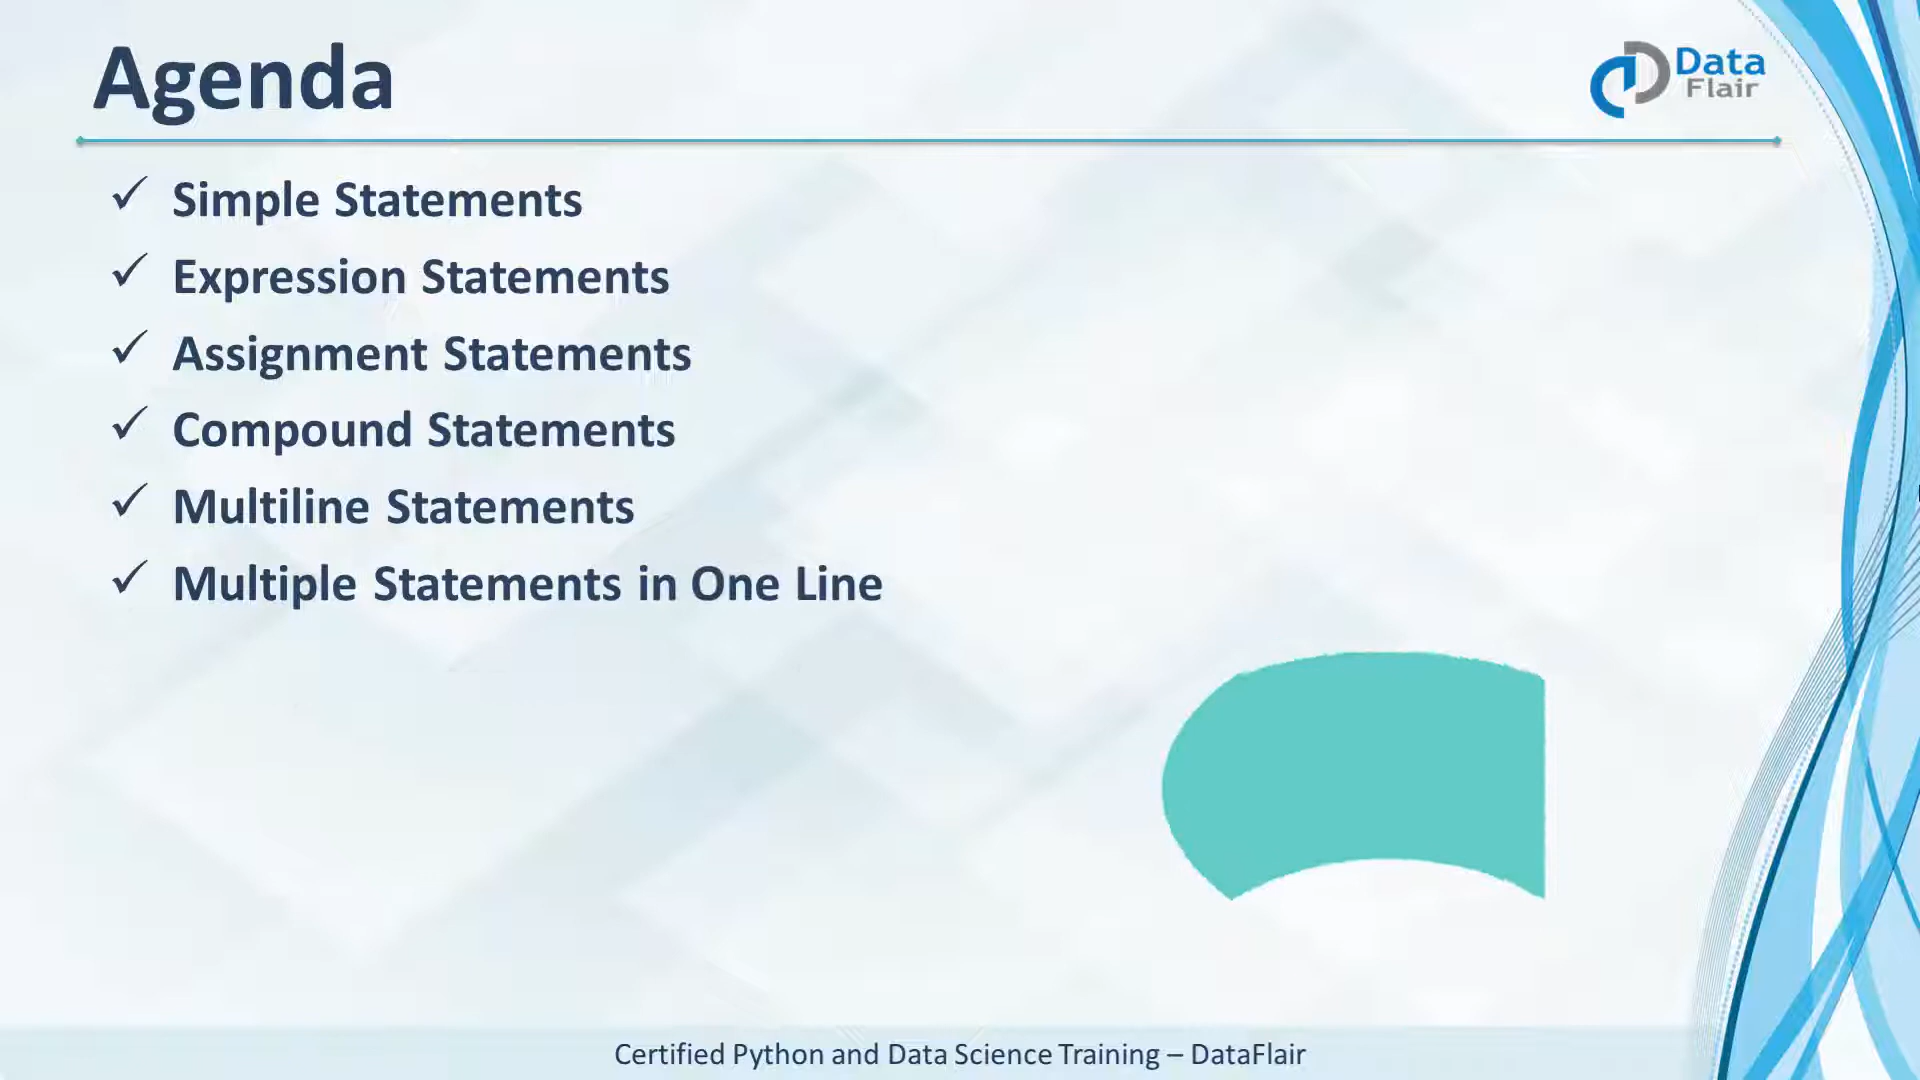 Agenda
Data
Flair
Simple Statements
Expression Statements
Assignment Statements
Compound Statements
Multiline Statements
Multiple Statements in One Line
Certified Python and Data Science Training – DataFlair